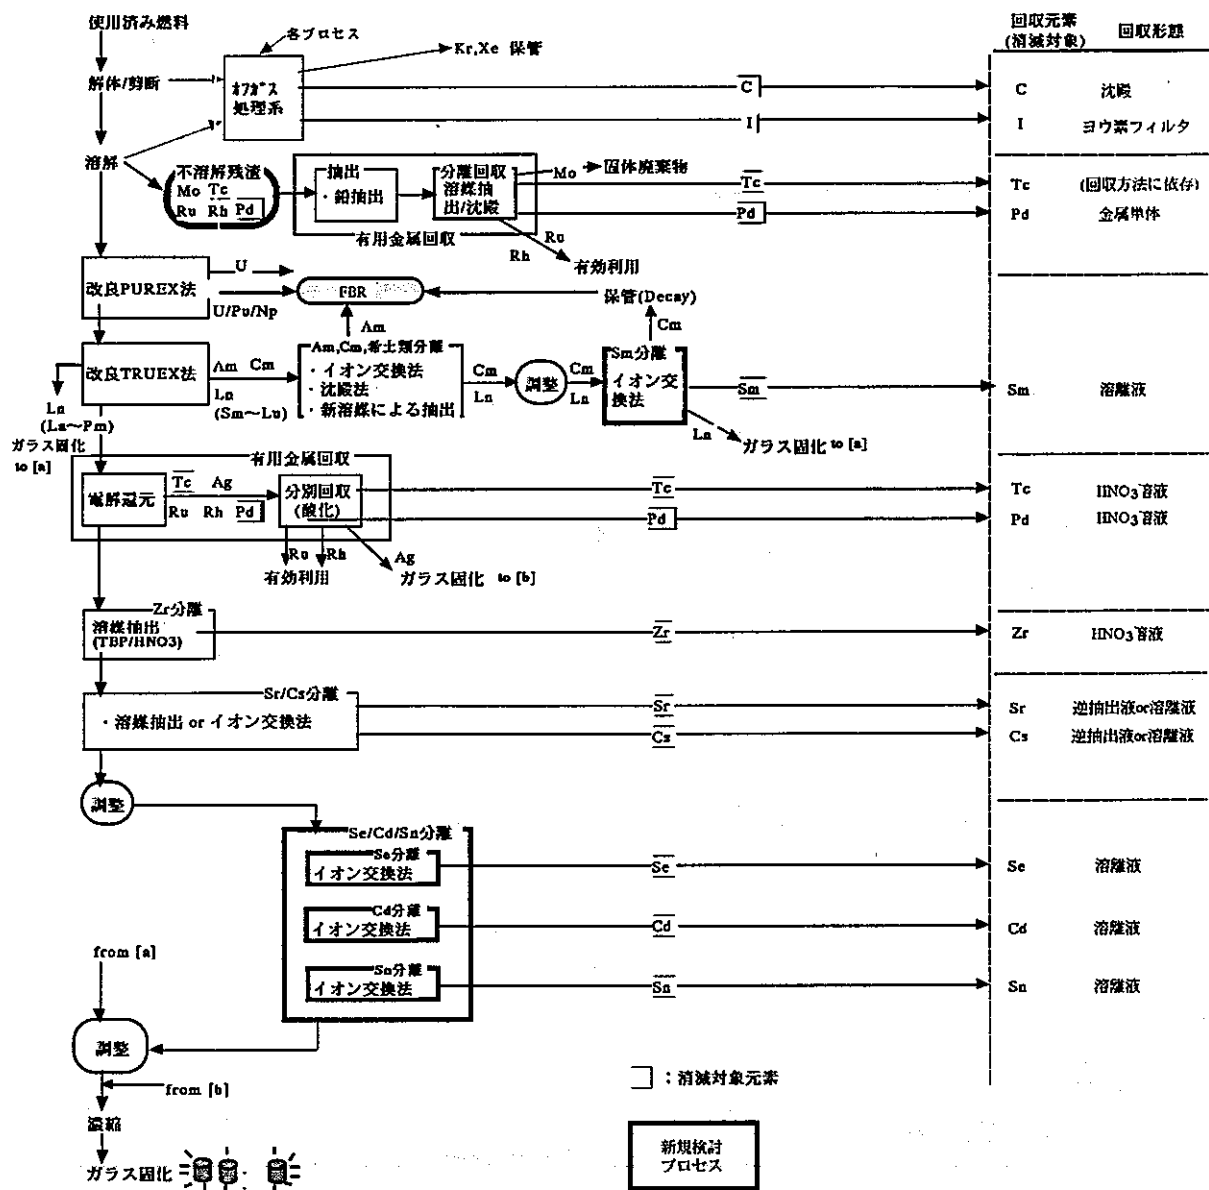 使用済み燃料
各プロセス
回収元素
(消滅対象)
回収形態
Kr,Xe 保管
解体/剪断
オフガス
処理系
C
C
沈殿
I
I
ヨウ素フィルタ
溶解
不溶解残渣
Mo Tc
Ru Rh Pd
抽出
・鉛抽出
分離回収
溶媒抽
出/沈殿
Mo
固体廃棄物
Tc
Tc
(回収方法に依存)
Pd
Pd
金属単体
有用金属回収
Ru
Rh
有効利用
改良PUREX法
U
U/Pu/Np
FBR
保管(Decay)
Am
Cm
改良TRUEX法
Am Cm
Ln
(Sm～Lu)
Am,Cm,希土類分離
・イオン交換法
・沈殿法
・新溶媒による抽出
Cm
Ln
調整
Cm
Ln
Sm分離
イオン交
換法
Sm
Sm
溶離液
Ln
(La～Pm)
ガラス固化
to [a]
Ln
ガラス固化 to [a]
有用金属回収
電解還元
Tc Ag
Ru Rh Pd
分別回収
(酸化)
Tc
Tc
HNO3溶液
Pd
Pd
HNO3溶液
Ru
Rh
有効利用
Ag
ガラス固化 to [b]
Zr分離
溶媒抽出
(TBP/HNO3)
Zr
Zr
HNO3溶液
Sr/Cs分離
・溶媒抽出 or イオン交換法
Sr
Sr
逆抽出液or溶離液
Cs
Cs
逆抽出液or溶離液
調整
Se/Cd/Sn分離
Se分離
イオン交換法
Se
Se
溶離液
Cd分離
イオン交換法
Cd
Cd
溶離液
Sn分離
イオン交換法
Sn
Sn
溶離液
from [a]
調整
from [b]
濃縮
ガラス固化
：消滅対象元素
新規検討
プロセス